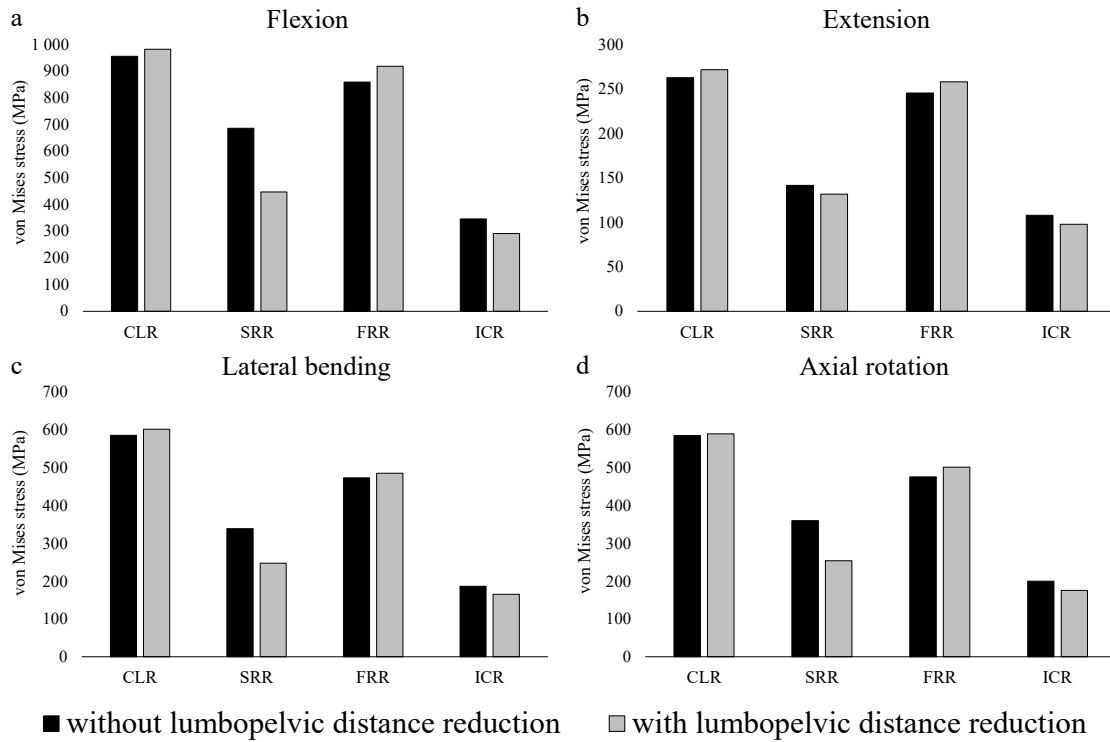 a
Flexion
von Mises stress (MPa)
1 000
900
800
700
600
500
400
300
200
100
0
CLR SRR FRR ICR
b
Extension
von Mises stress (MPa)
300
250
200
150
100
50
0
CLR SRR FRR ICR
c
Lateral bending
von Mises stress (MPa)
700
600
500
400
300
200
100
0
CLR SRR FRR ICR
d
Axial rotation
von Mises stress (MPa)
700
600
500
400
300
200
100
0
CLR SRR FRR ICR
without lumbopelvic distance reduction
with lumbopelvic distance reduction